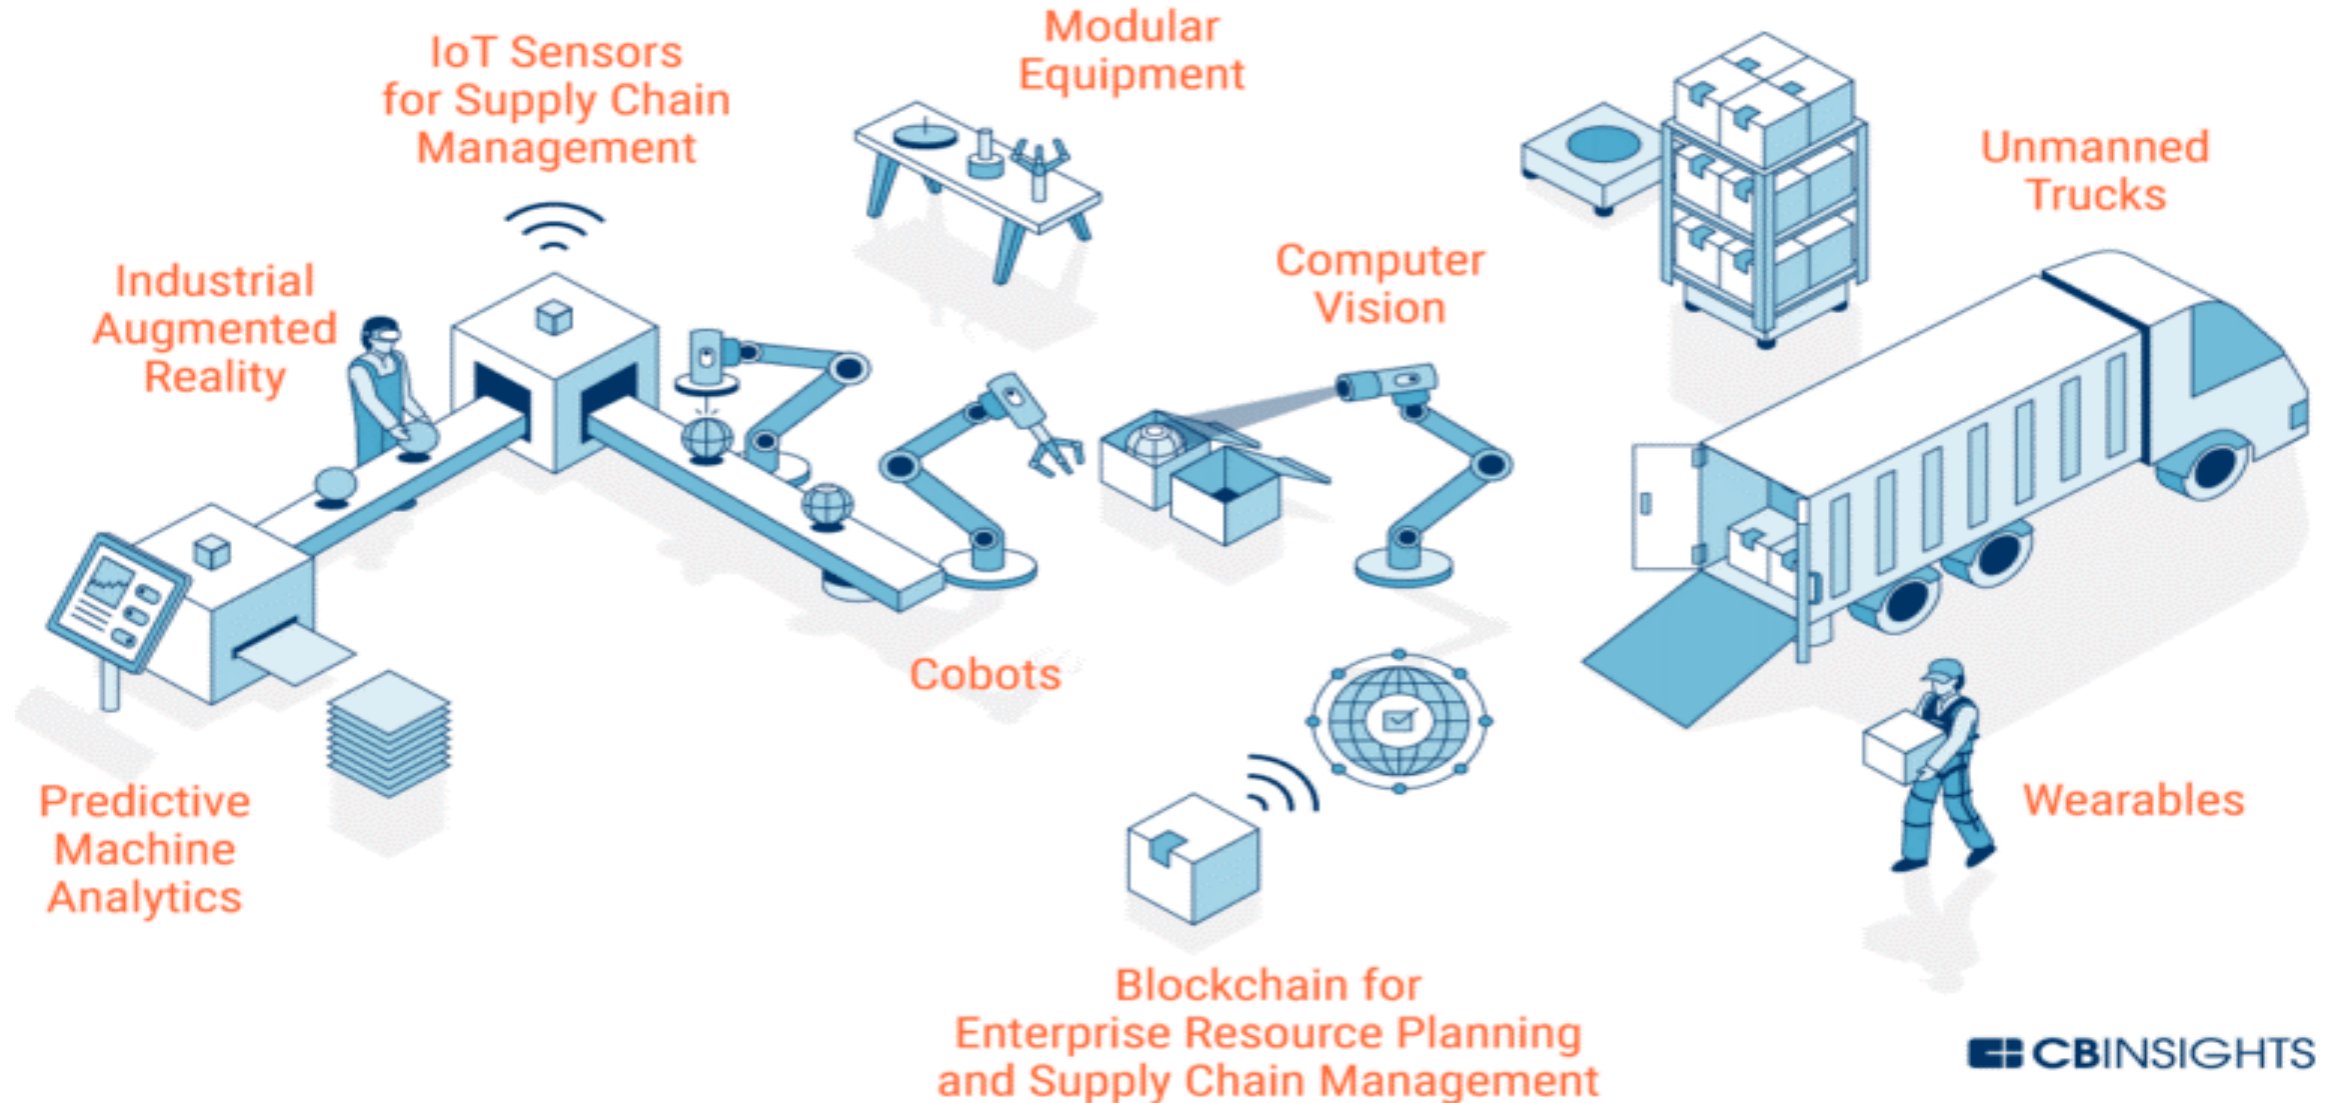 Modular
Equipment
IoT Sensors
for Supply Chain
Management
Unmanned
Trucks
Computer
Vision
Industrial
Augmented
Reality
Cobots
Predictive
Machine
Analytics
Wearables
Blockchain for
Enterprise Resource Planning
and Supply Chain Management
CBINSIGHTS